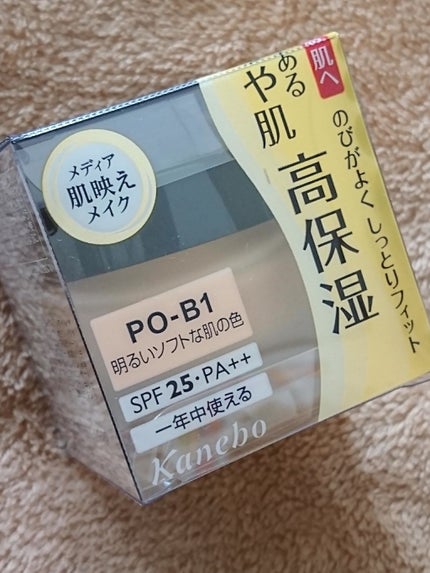 肌へ
ある
や肌
高保湿
のびがよく しっとりフィット
メディア
肌映え
メイク
PO-B1
明るいソフトな肌の色
SPF 25・PA++
一年中使える
Kanebo